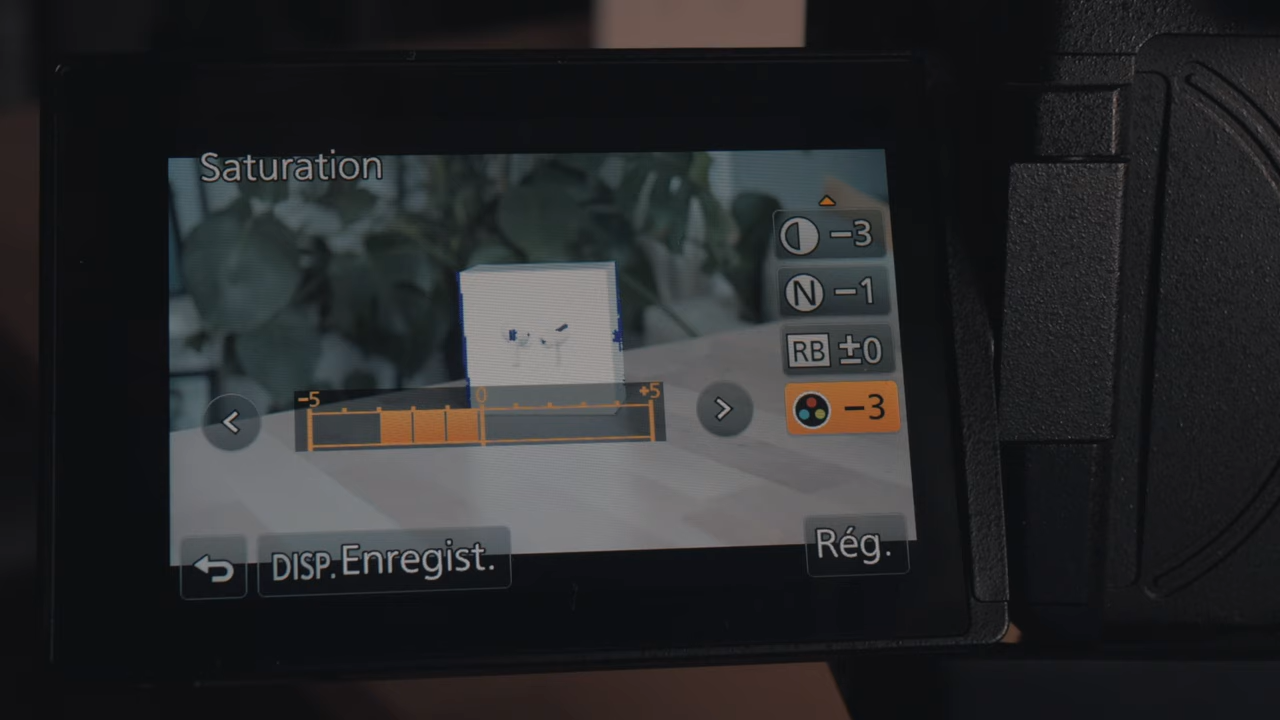 Saturation
−3
N −1
RB ±0
−5 0 +5
−3
DISP. Enregist.
Rég.